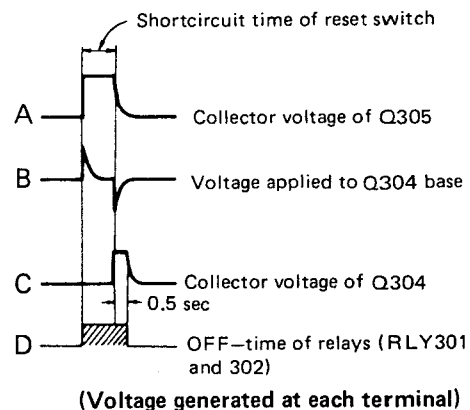 Shortcircuit time of reset switch
A
Collector voltage of Q305
B
Voltage applied to Q304 base
C
Collector voltage of Q304
0.5 sec
D
OFF—time of relays (RLY301
and 302)
(Voltage generated at each terminal)